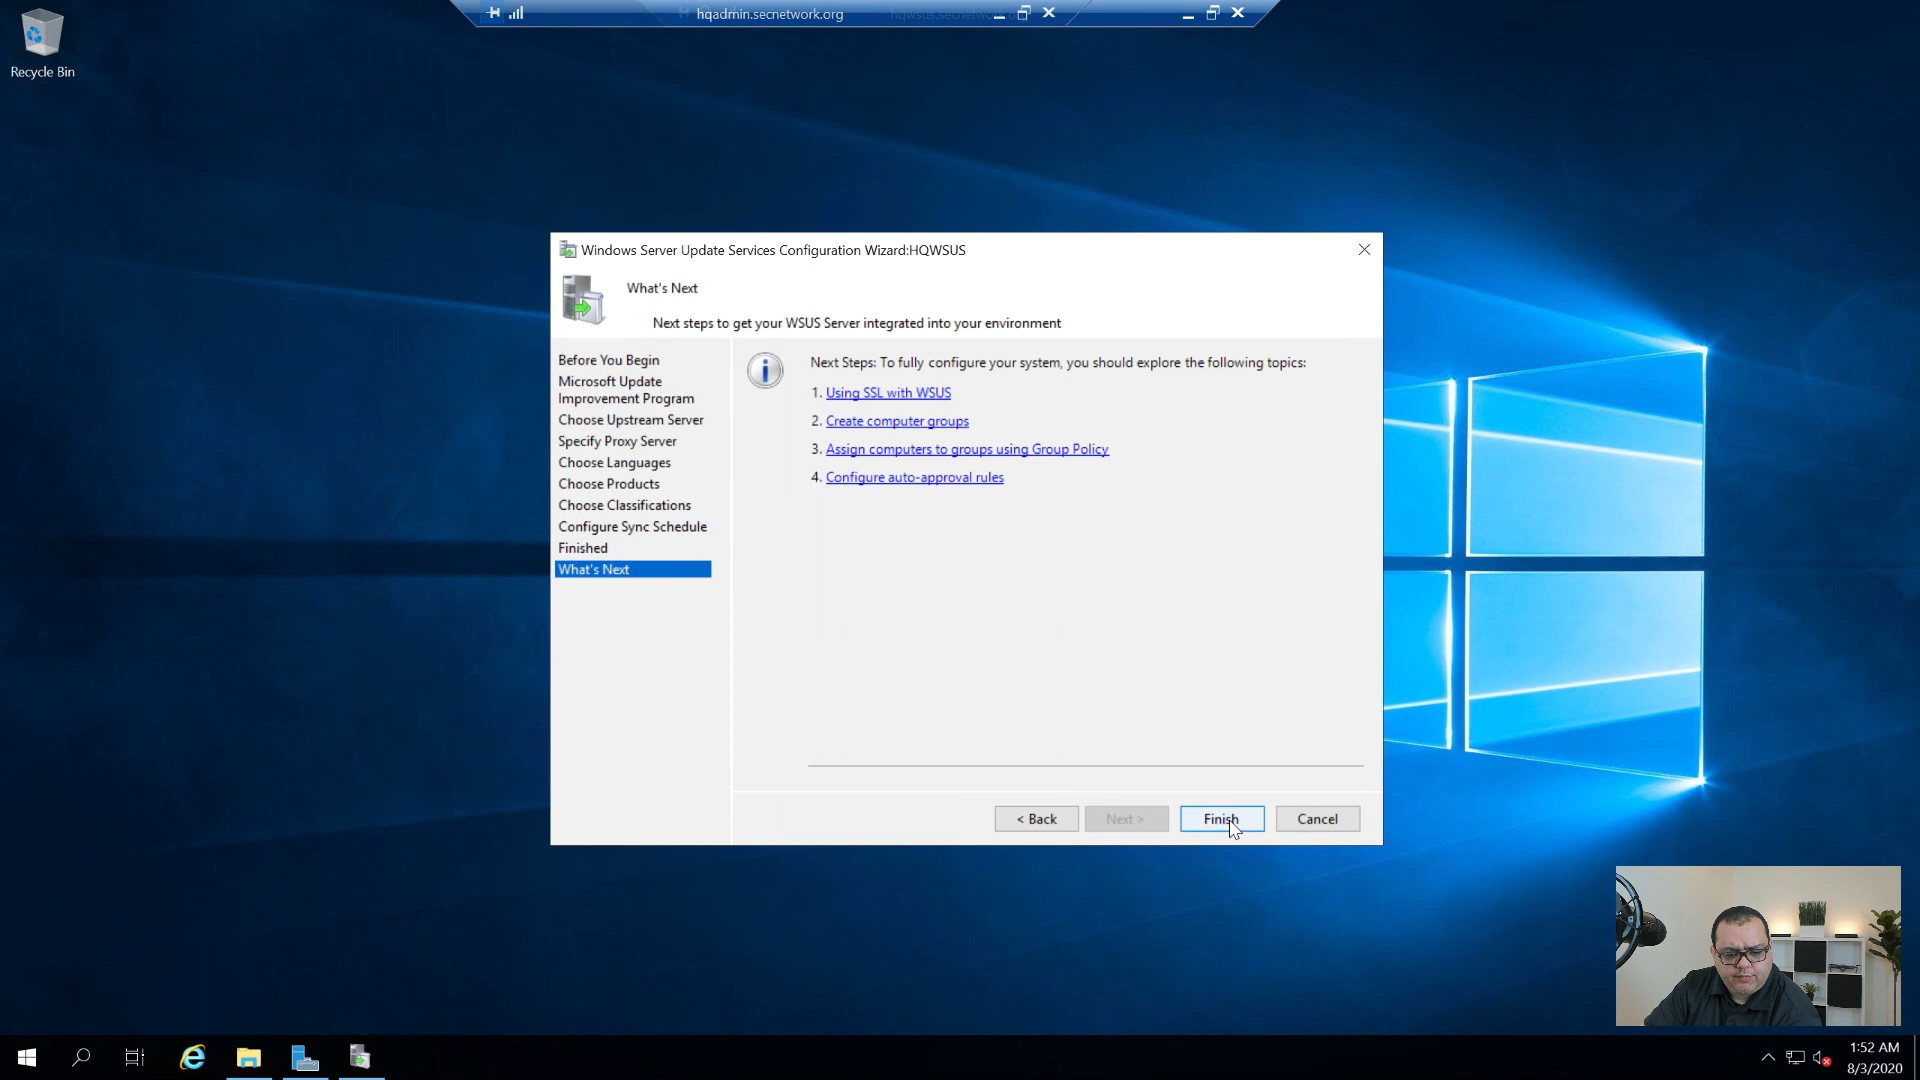 hqadmin.secnetwork.org
Recycle Bin
Windows Server Update Services Configuration Wizard:HQWSUS
What's Next
Next steps to get your WSUS Server integrated into your environment
Before You Begin
Microsoft Update
Improvement Program
Choose Upstream Server
Specify Proxy Server
Choose Languages
Choose Products
Choose Classifications
Configure Sync Schedule
Finished
What's Next
Next Steps: To fully configure your system, you should explore the following topics:
1. Using SSL with WSUS
2. Create computer groups
3. Assign computers to groups using Group Policy
4. Configure auto-approval rules
< Back
Next >
Finish
Cancel
1:52 AM
8/3/2020